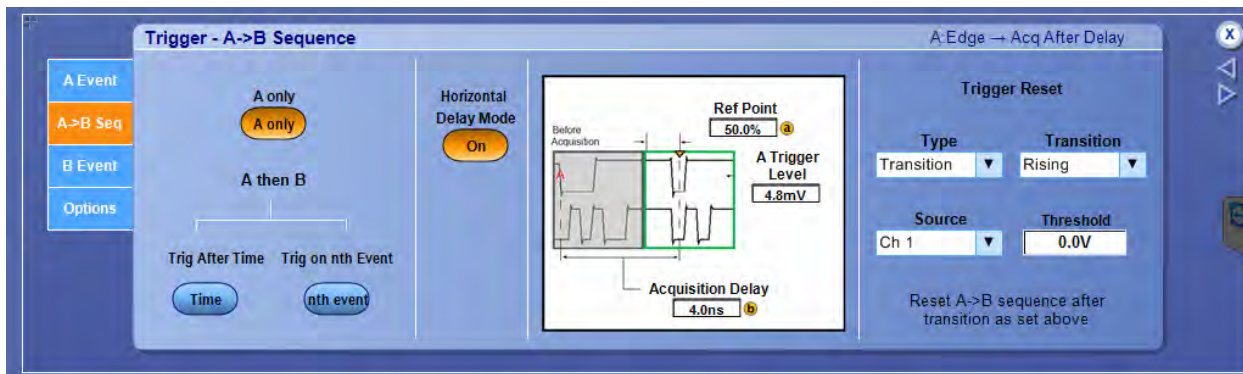 Trigger - A->B Sequence
A:Edge → Acq After Delay
X
A Event
A->B Seq
B Event
Options
A only
A only
A then B
Trig After Time
Trig on nth Event
Time
nth event
Horizontal
Delay Mode
On
Before
Acquisition
A
Ref Point
50.0%
a
A Trigger
Level
4.8mV
Acquisition Delay
4.0ns
b
Trigger Reset
Type
Transition
Transition
Rising
Source
Ch 1
Threshold
0.0V
Reset A->B sequence after
transition as set above